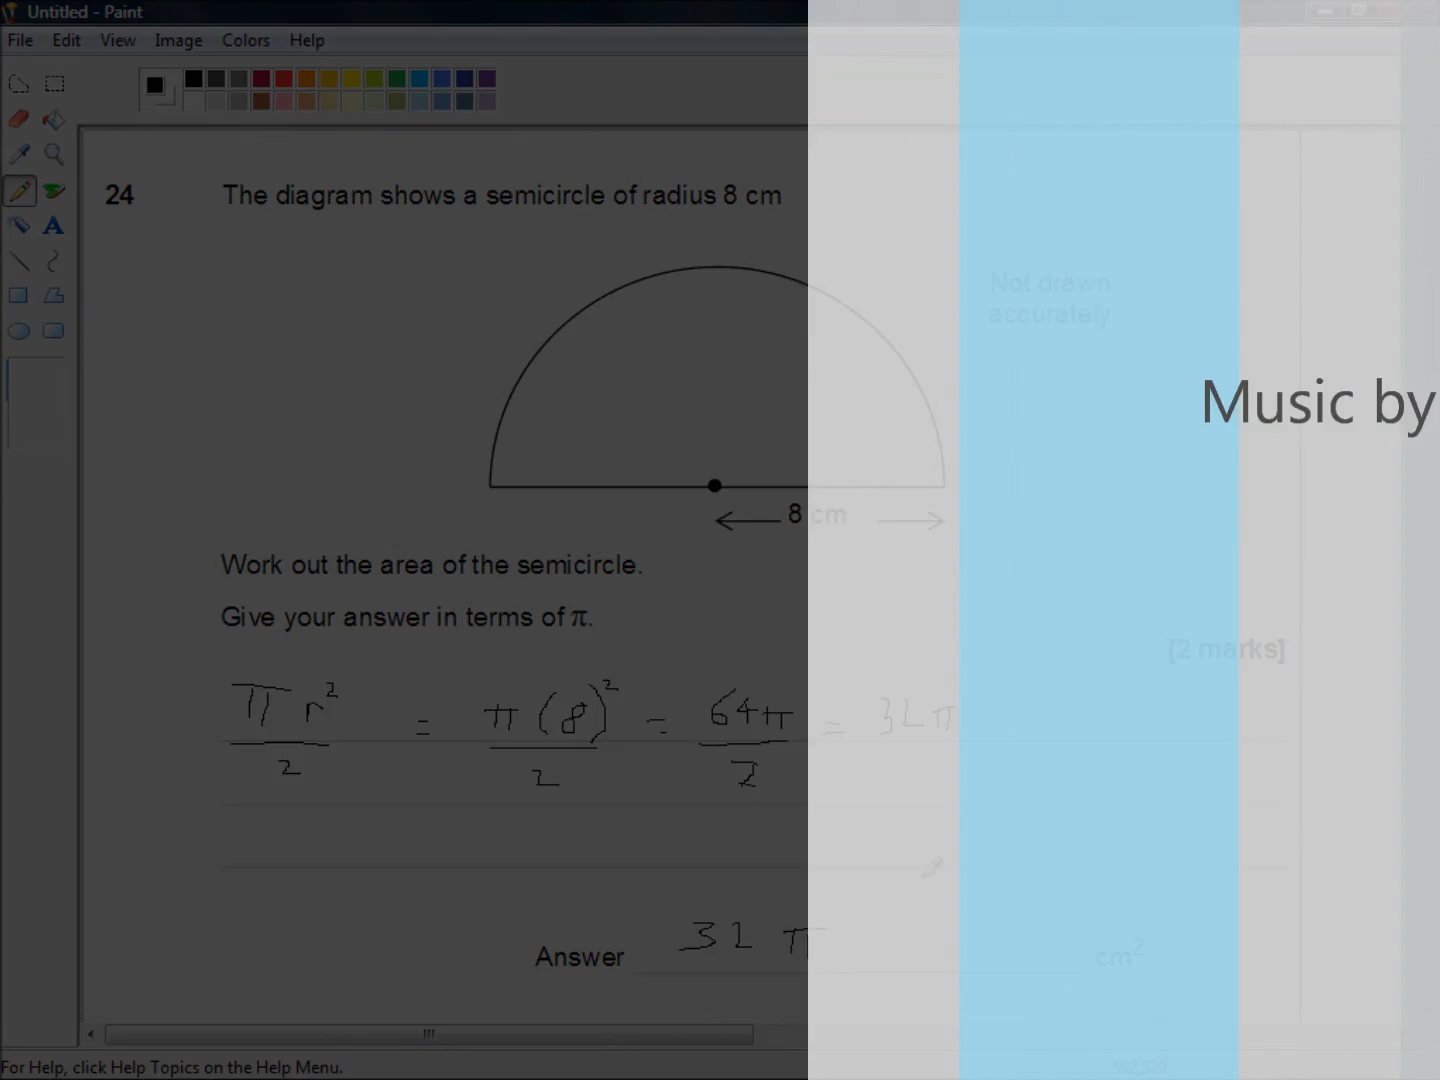 Untitled - Paint
File Edit View Image Colors Help
24 The diagram shows a semicircle of radius 8 cm
Not drawn
accurately
Music by
8 cm
Work out the area of the semicircle.
Give your answer in terms of π.
[2 marks]
πr²/2 = π(8)²/2 = 64π/2 = 32π
Answer 32 π cm²
For Help, click Help Topics on the Help Menu.